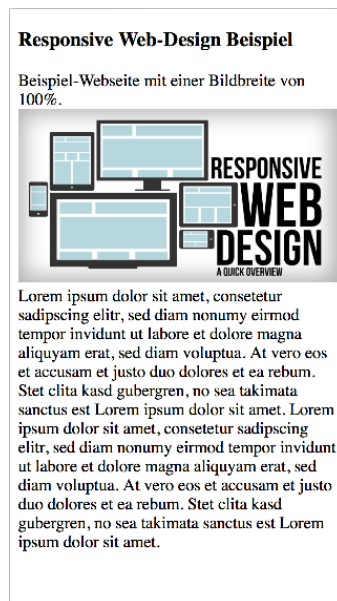 Responsive Web-Design Beispiel
Beispiel-Webseite mit einer Bildbreite von
100%.
RESPONSIVE
WEB
DESIGN
A QUICK OVERVIEW
Lorem ipsum dolor sit amet, consetetur
sadipscing elitr, sed diam nonumy eirmod
tempor invidunt ut labore et dolore magna
aliquyam erat, sed diam voluptua. At vero eos
et accusam et justo duo dolores et ea rebum.
Stet clita kasd gubergren, no sea takimata
sanctus est Lorem ipsum dolor sit amet. Lorem
ipsum dolor sit amet, consetetur sadipscing
elitr, sed diam nonumy eirmod tempor invidunt
ut labore et dolore magna aliquyam erat, sed
diam voluptua. At vero eos et accusam et justo
duo dolores et ea rebum. Stet clita kasd
gubergren, no sea takimata sanctus est Lorem
ipsum dolor sit amet.